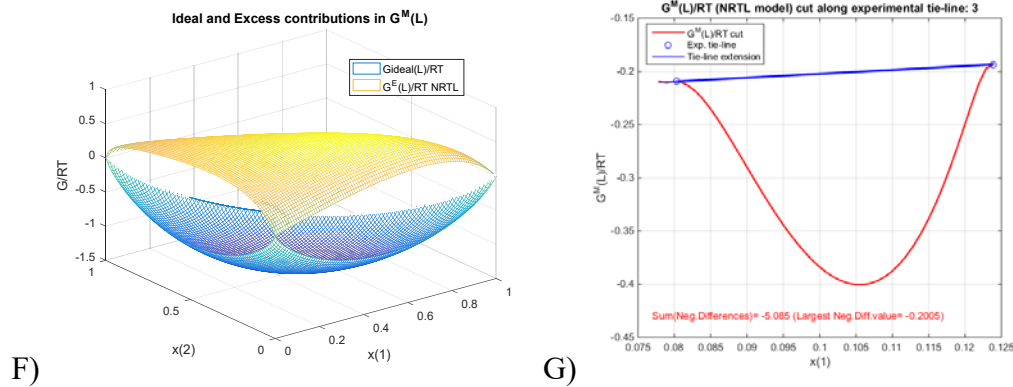 Ideal and Excess contributions in G^M(L)
Gideal(L)/RT
G^E(L)/RT NRTL
G/RT
1
0.5
0
-0.5
-1
-1.5
1
0.5
0
x(2)
0
0.2
0.4
0.6
0.8
1
x(1)
F)
G^M(L)/RT (NRTL model) cut along experimental tie-line: 3
G^M(L)/RT cut
Exp. tie-line
Tie-line extension
G^M(L)/RT
-0.15
-0.2
-0.25
-0.3
-0.35
-0.4
-0.45
Sum(Neg.Differences)= -5.085 (Largest Neg.Diff.value= -0.2005)
0.075 0.08 0.085 0.09 0.095 0.1 0.105 0.11 0.115 0.12 0.125
x(1)
G)